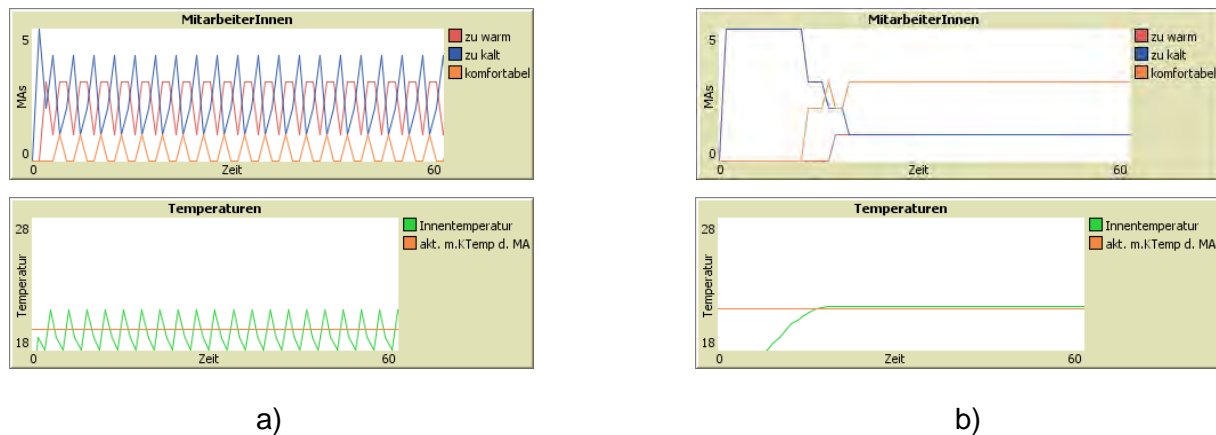 MitarbeiterInnen
5
MAs
0
0
Zeit
60
zu warm
zu kalt
komfortabel
Temperaturen
28
Temperatur
18
0
Zeit
60
Innentemperatur
akt. m.KTemp d. MA
a)
MitarbeiterInnen
5
MAs
0
0
Zeit
60
zu warm
zu kalt
komfortabel
Temperaturen
28
Temperatur
18
0
Zeit
60
Innentemperatur
akt. m.KTemp d. MA
b)